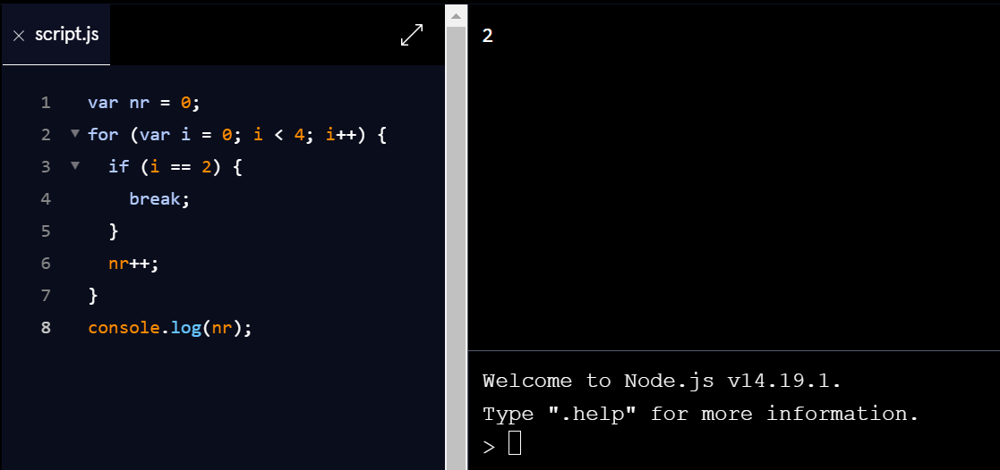 script.js
1 var nr = 0;
2 for (var i = 0; i < 4; i++) {
3 if (i == 2) {
4 break;
5 }
6 nr++;
7 }
8 console.log(nr);
2
Welcome to Node.js v14.19.1.
Type ".help" for more information.
>